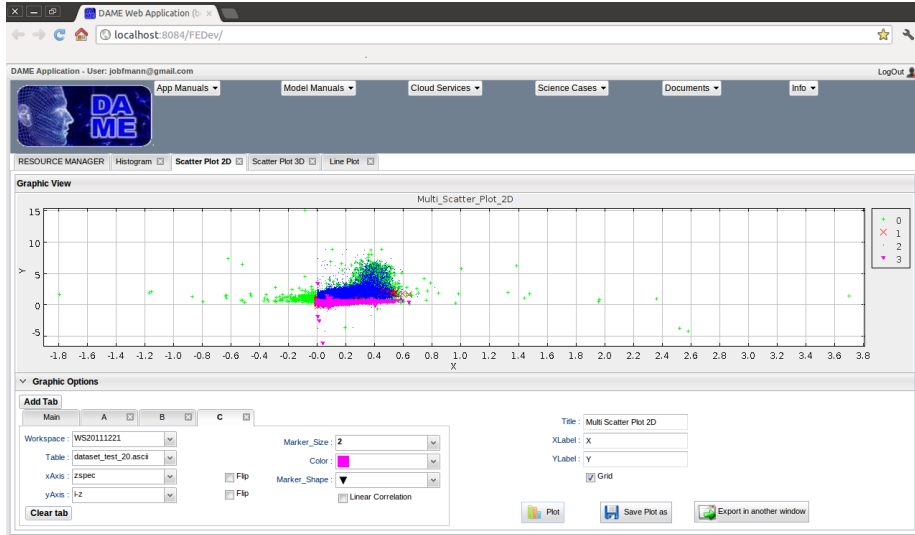 DAME Web Application (b
localhost:8084/FEDev/
DAME Application - User: jobfmann@gmail.com
LogOut
DAME
App Manuals
Model Manuals
Cloud Services
Science Cases
Documents
Info
RESOURCE MANAGER
Histogram
Scatter Plot 2D
Scatter Plot 3D
Line Plot
Graphic View
Multi_Scatter_Plot_2D
15
10
5
0
-5
Y
-1.8 -1.6 -1.4 -1.2 -1.0 -0.8 -0.6 -0.4 -0.2 -0.0 0.2 0.4 0.6 0.8 1.0 1.2 1.4 1.6 1.8 2.0 2.2 2.4 2.6 2.8 3.0 3.2 3.4 3.6 3.8
X
0
1
2
3
Graphic Options
Add Tab
Main
A
B
C
Workspace : WS20111221
Table : dataset_test_20.ascii
xAxis : zspec
Flip
yAxis : i-z
Flip
Clear tab
Marker_Size : 2
Color :
Marker_Shape :
Linear Correlation
Title : Multi Scatter Plot 2D
XLabel : X
YLabel : Y
Grid
Plot
Save Plot as
Export in another window